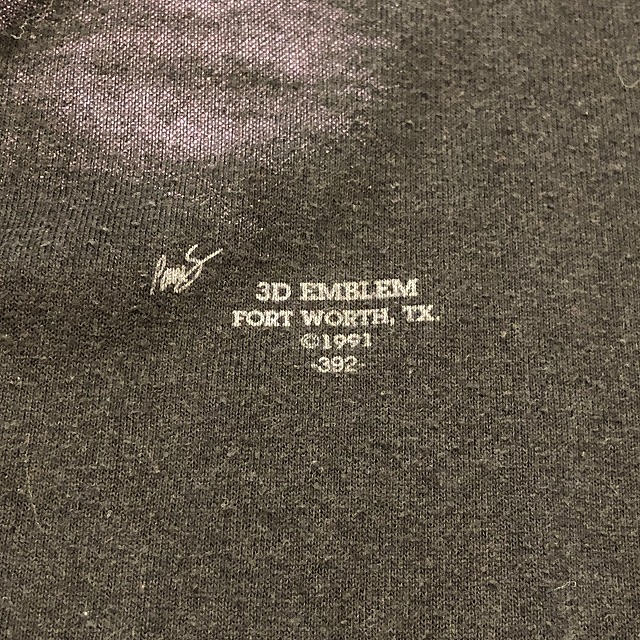 3D EMBLEM
FORT WORTH, TX.
©1991
-392-